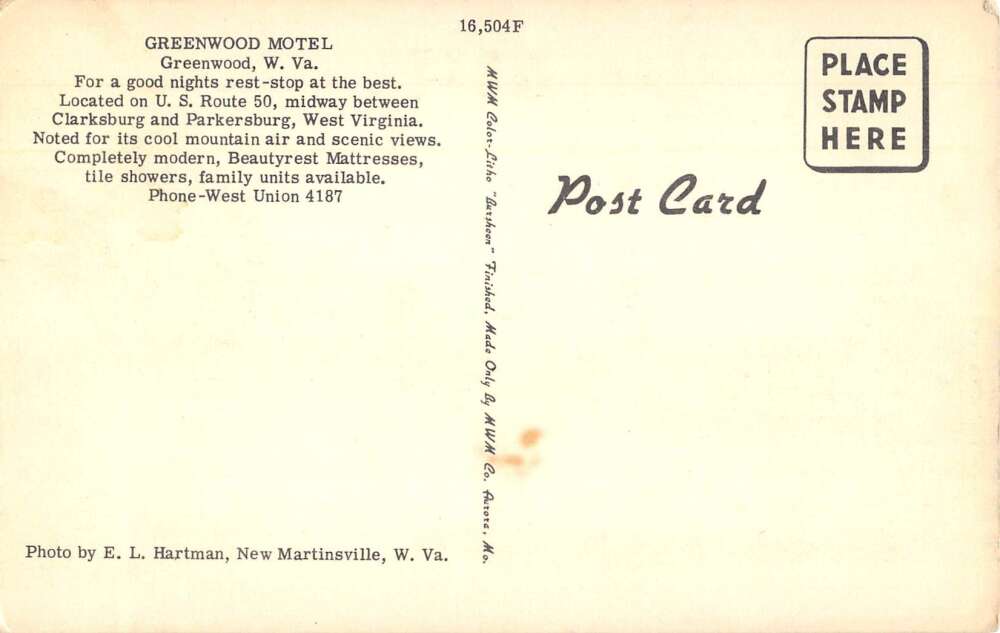 16,504F
GREENWOOD MOTEL
Greenwood, W. Va.
For a good nights rest-stop at the best.
Located on U. S. Route 50, midway between
Clarksburg and Parkersburg, West Virginia.
Noted for its cool mountain air and scenic views.
Completely modern, Beautyrest Mattresses,
tile showers, family units available.
Phone-West Union 4187
Photo by E. L. Hartman, New Martinsville, W. Va.
MWM Color-Litho "Bursheen" Finished, Made Only By MWM Co. Aurora, Mo.
PLACE
STAMP
HERE
Post Card